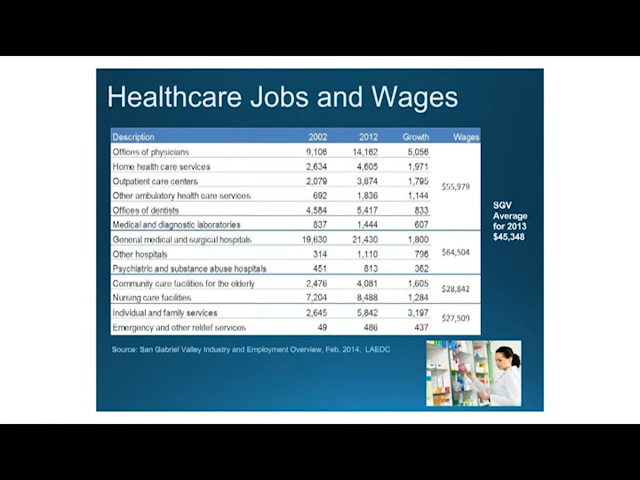 Healthcare Jobs and Wages
Description 2002 2012 Growth Wages
Offices of physicians 9,106 14,162 5,056
Home health care services 2,634 4,605 1,971
Outpatient care centers 2,079 3,874 1,795
$55,979
Other ambulatory health care services 692 1,836 1,144
Offices of dentists 4,584 5,417 833
Medical and diagnostic laboratories 837 1,444 607
General medical and surgical hospitals 19,630 21,430 1,800
Other hospitals 314 1,110 796
$64,504
Psychiatric and substance abuse hospitals 451 813 362
Community care facilities for the elderly 2,476 4,081 1,605
$28,842
Nursing care facilities 7,204 8,488 1,284
Individual and family services 2,645 5,842 3,197
$27,509
Emergency and other relief services 49 486 437
SGV
Average
for 2013
$45,348
Source: San Gabriel Valley Industry and Employment Overview, Feb. 2014, LAEDC